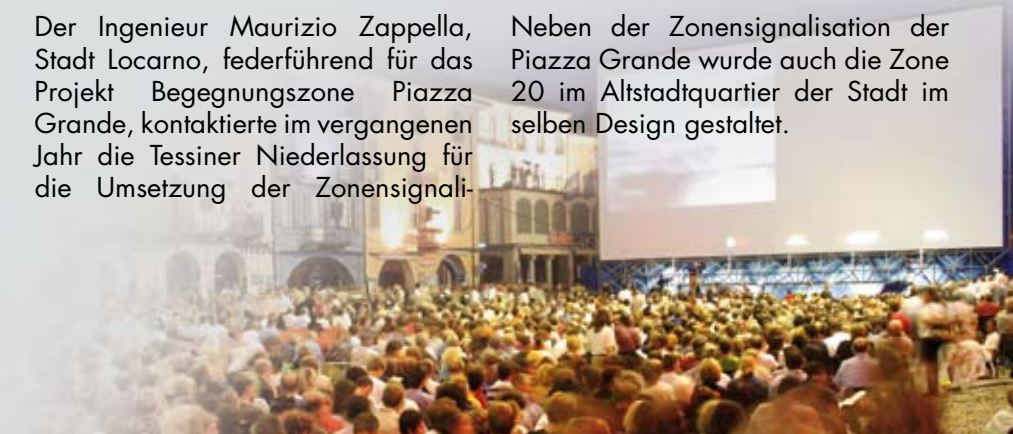 Der Ingenieur Maurizio Zappella,
Stadt Locarno, federführend für das
Projekt Begegnungszone Piazza
Grande, kontaktierte im vergangenen
Jahr die Tessiner Niederlassung für
die Umsetzung der Zonensignali-
Neben der Zonensignalisation der
Piazza Grande wurde auch die Zone
20 im Altstadtquartier der Stadt im
selben Design gestaltet.